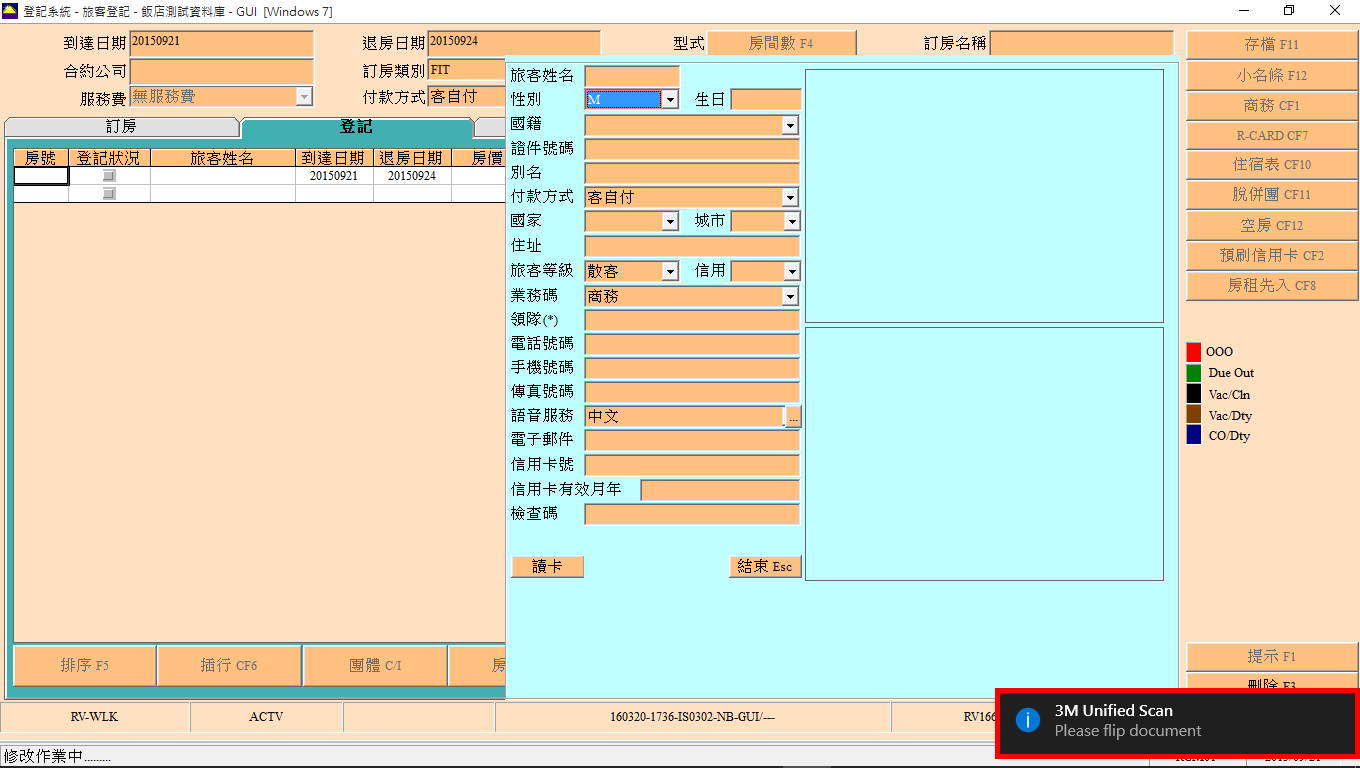 登記系統 - 旅客登記 - 飯店測試資料庫 - GUI [Windows 7]
到達日期 20150921 退房日期 20150924 型式 房間數 F4 訂房名稱
合約公司 訂房類別 FIT
服務費 無服務費 付款方式 客自付
訂房 登記
房號 登記狀況 旅客姓名 到達日期 退房日期 房價
20150921 20150924
排序 F5 插行 CF6 團體 C/I 房
旅客姓名
性別 M 生日
國籍
證件號碼
別名
付款方式 客自付
國家 城市
住址
旅客等級 散客 信用
業務碼 商務
領隊(*)
電話號碼
手機號碼
傳真號碼
語音服務 中文 ...
電子郵件
信用卡號
信用卡有效月年
檢查碼
讀卡 結束 Esc
存檔 F11
小名條 F12
商務 CF1
R-CARD CF7
住宿表 CF10
脫併團 CF11
空房 CF12
預刷信用卡 CF2
房租先入 CF8
OOO
Due Out
Vac/Cln
Vac/Dty
CO/Dty
提示 F1
刪除 F3
RV-WLK ACTV 160320-1736-IS0302-NB-GUI/--- RV166
3M Unified Scan
Please flip document
修改作業中.........